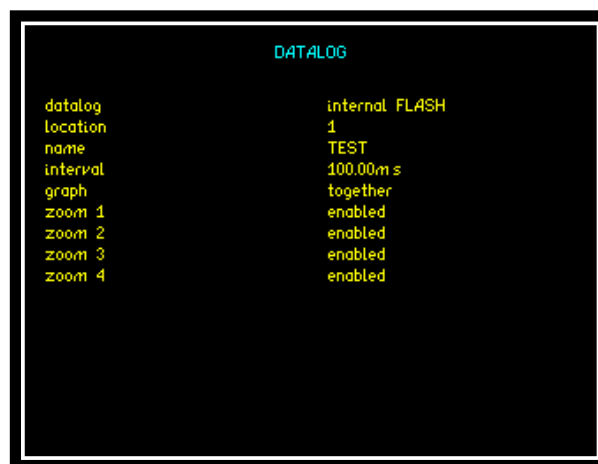 DATALOG
datalog internal FLASH
location 1
name TEST
interval 100.00ms
graph together
zoom 1 enabled
zoom 2 enabled
zoom 3 enabled
zoom 4 enabled